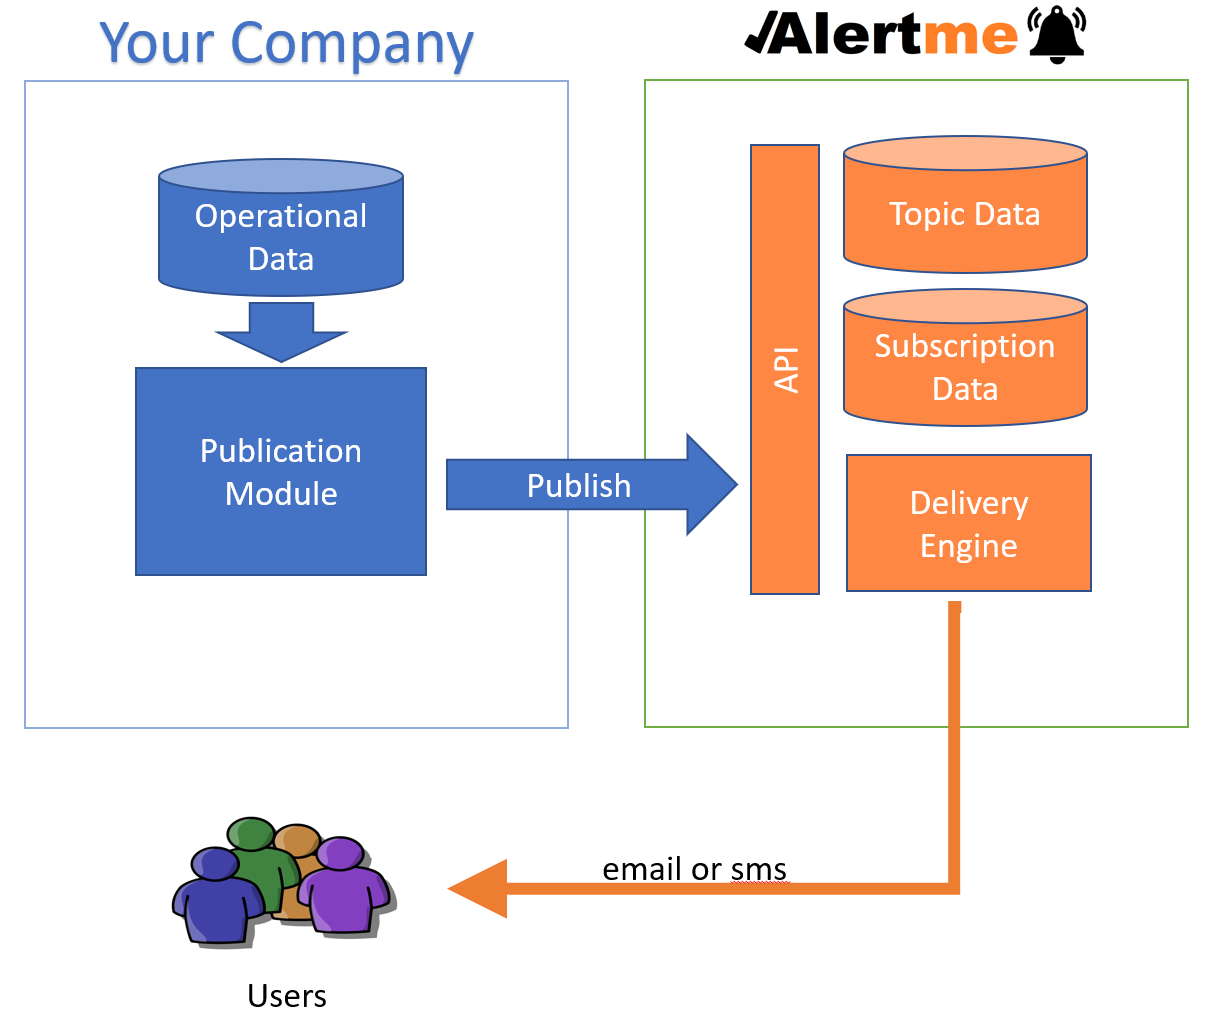 Your Company
Alertme
Operational
Data
Topic Data
Subscription
Data
API
Publication
Module
Publish
Delivery
Engine
email or sms
Users